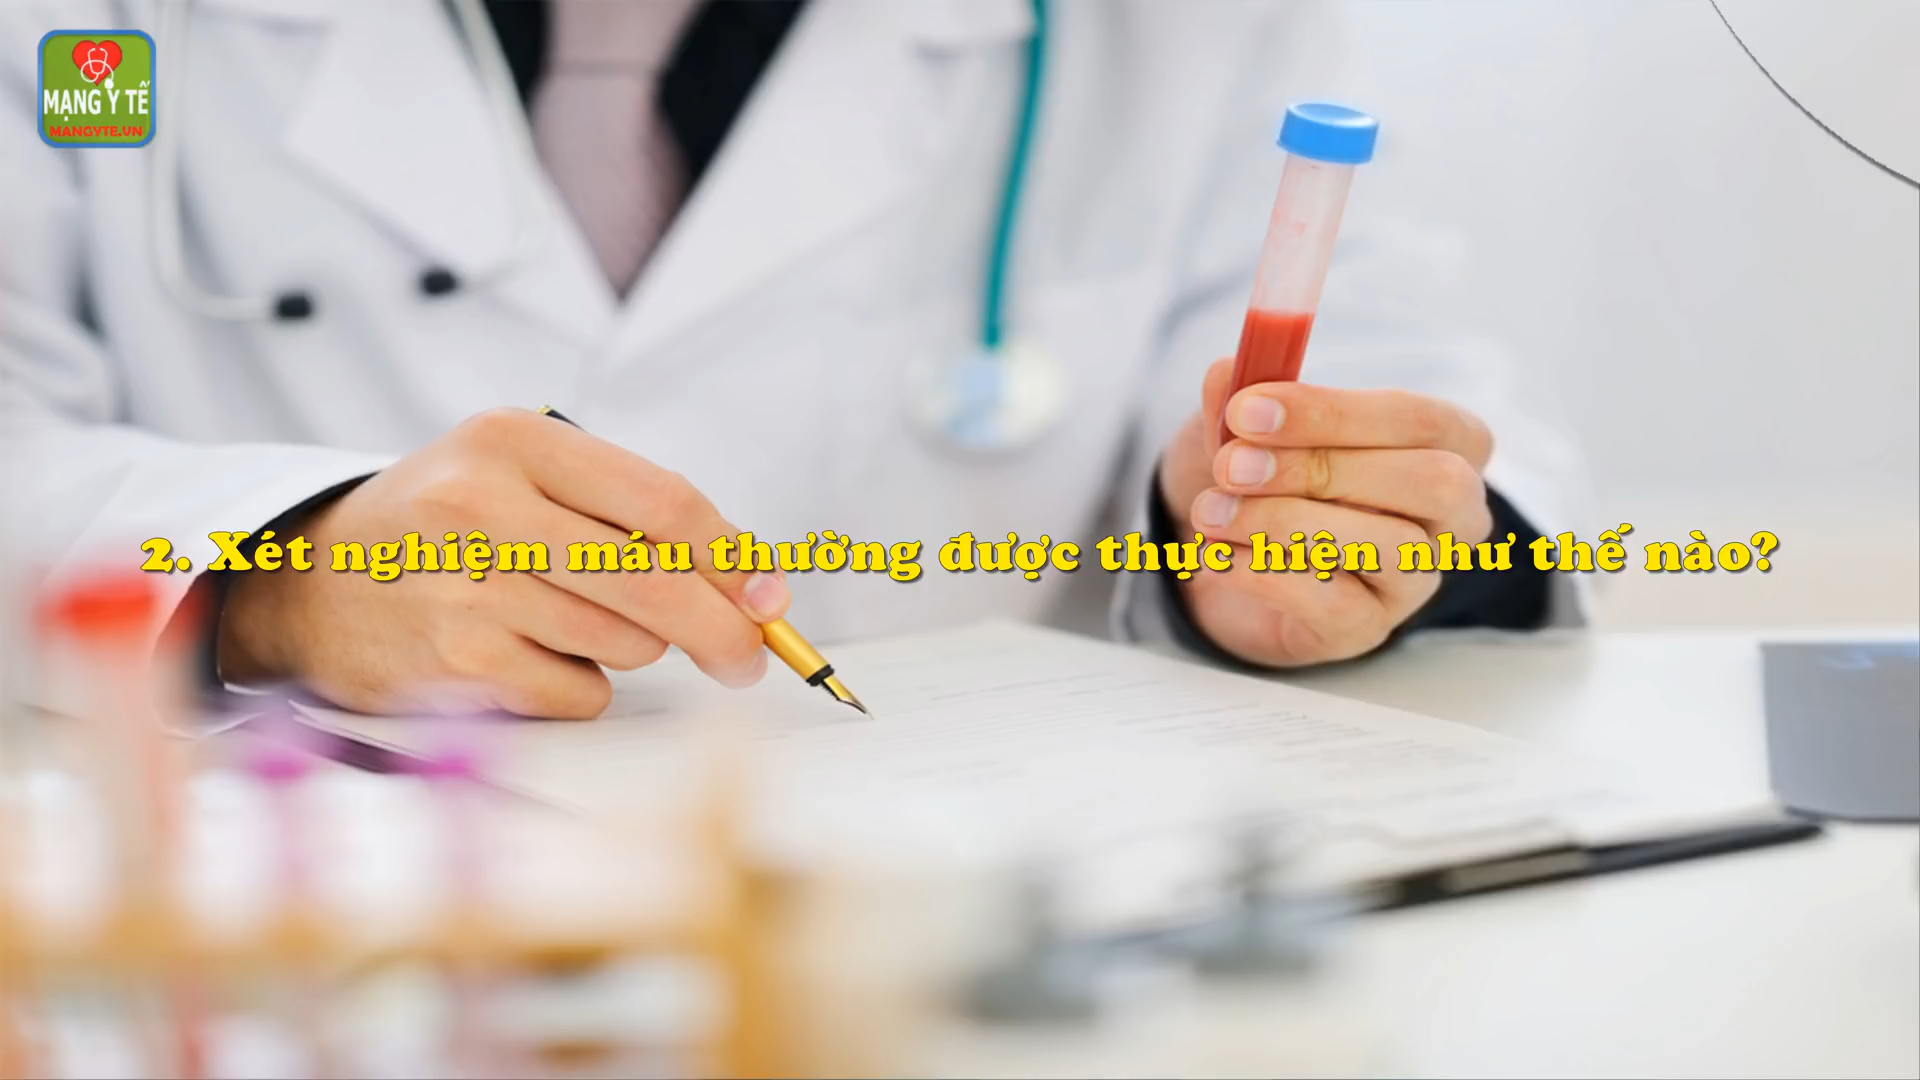 MẠNG Y TẾ
MANGYTE.VN
2. Xét nghiệm máu thường được thực hiện như thế nào?